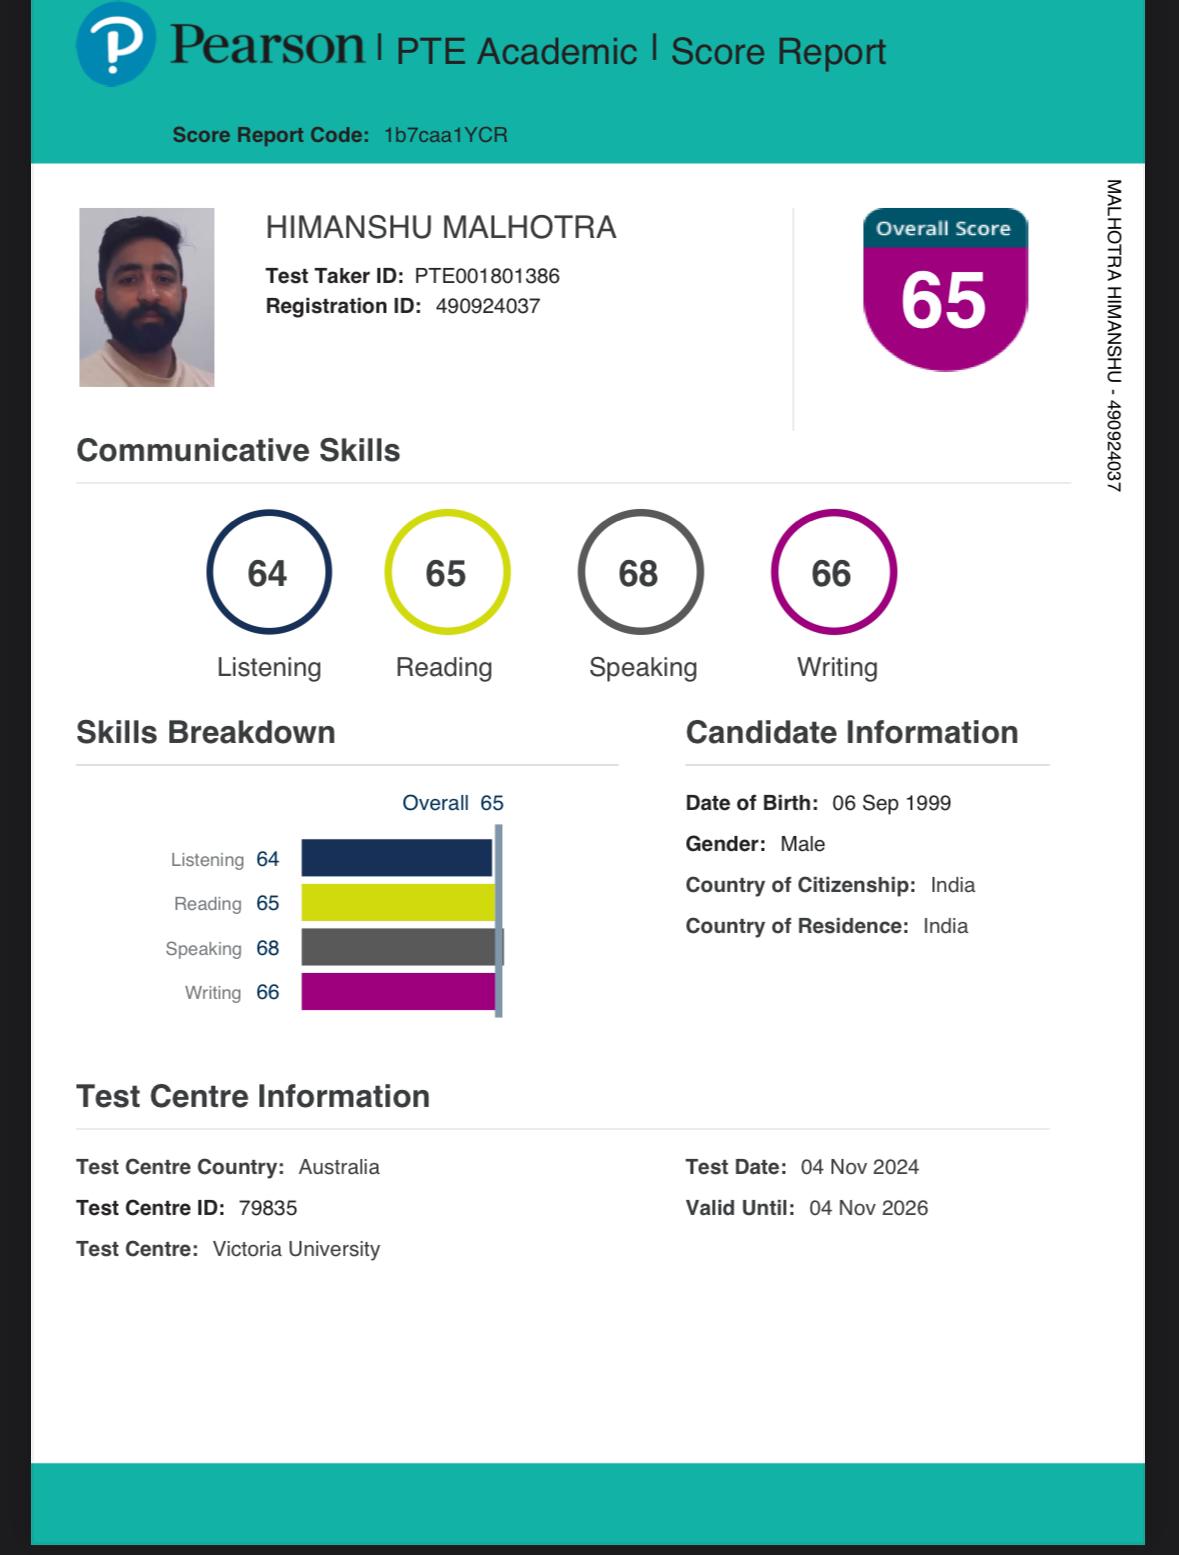 Pearson | PTE Academic | Score Report
Score Report Code: 1b7caa1YCR
HIMANSHU MALHOTRA
Test Taker ID: PTE001801386
Registration ID: 490924037
Overall Score
65
MALHOTRA HIMANSHU - 490924037
Communicative Skills
64 65 68 66
Listening Reading Speaking Writing
Skills Breakdown
Overall 65
Listening 64
Reading 65
Speaking 68
Writing 66
Candidate Information
Date of Birth: 06 Sep 1999
Gender: Male
Country of Citizenship: India
Country of Residence: India
Test Centre Information
Test Centre Country: Australia
Test Centre ID: 79835
Test Centre: Victoria University
Test Date: 04 Nov 2024
Valid Until: 04 Nov 2026